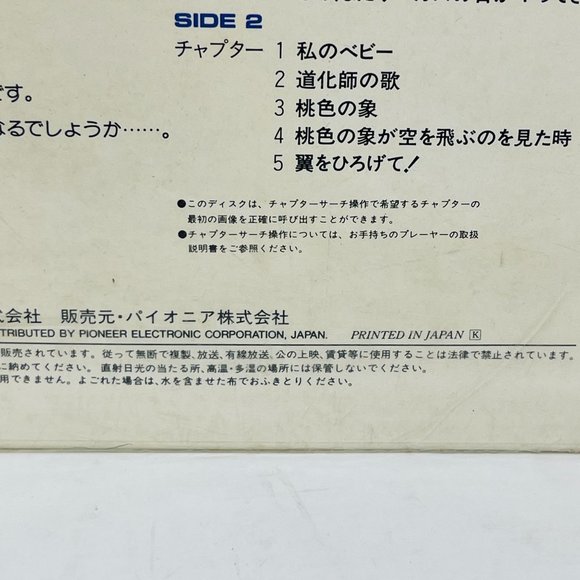 SIDE 2
チャプター 1 私のベビー
2 道化師の歌
3 桃色の象
4 桃色の象が空を飛ぶのを見た時
5 翼をひろげて!
です。
なるでしょうか……。
●このディスクは、チャプターサーチ操作で希望するチャプターの
最初の画像を正確に呼び出すことができます。
●チャプターサーチ操作については、お手持ちのプレーヤーの取扱
説明書をご参照ください。
式会社 販売元・パイオニア株式会社
TRIBUTED BY PIONEER ELECTRONIC CORPORATION, JAPAN. PRINTED IN JAPAN K
販売されています。従って無断で複製、放送、有線放送、公の上映、賃貸等に使用することは法律で禁止されています。
に納めてください。直射日光の当たる所、高温・多湿の場所には保管しないでください。
用できません。よごれた場合は、水を含ませた布でおふきとりください。